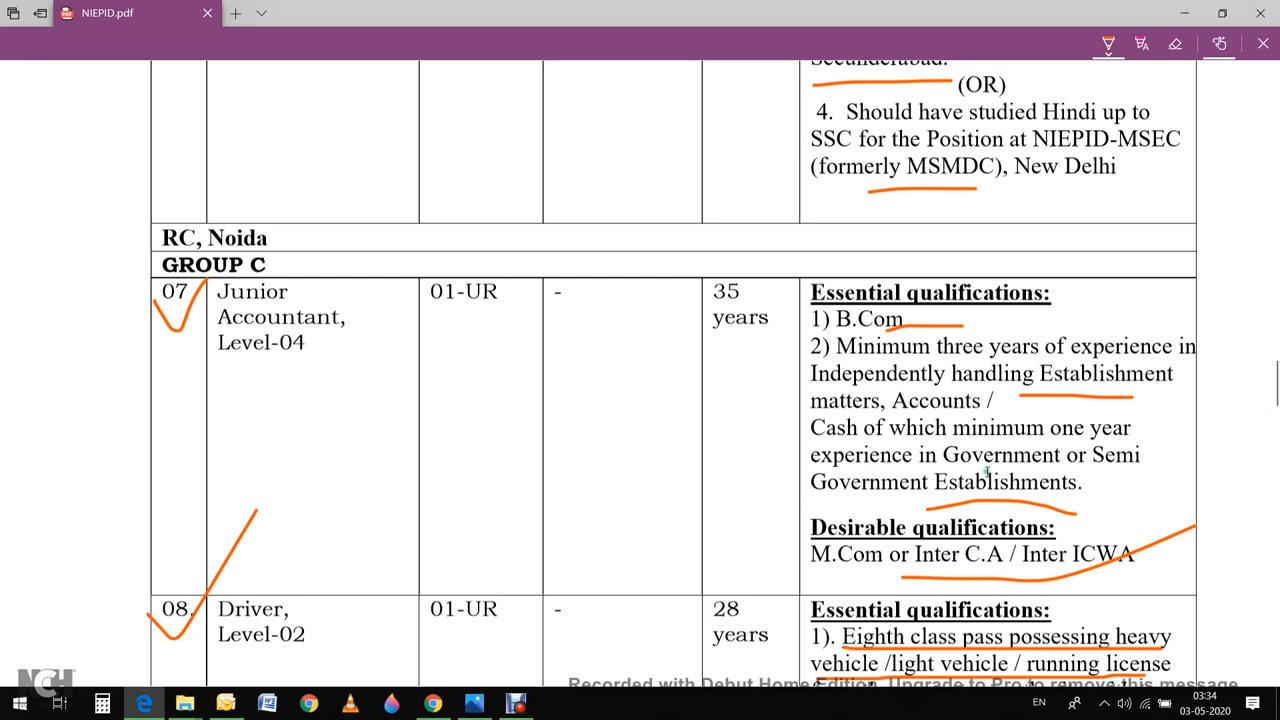 NIEPID.pdf
Secunderabad.
(OR)
4. Should have studied Hindi up to
SSC for the Position at NIEPID-MSEC
(formerly MSMDC), New Delhi
RC, Noida
GROUP C
07 Junior Accountant, Level-04 01-UR - 35 years
Essential qualifications:
1) B.Com
2) Minimum three years of experience in
Independently handling Establishment
matters, Accounts /
Cash of which minimum one year
experience in Government or Semi
Government Establishments.
Desirable qualifications:
M.Com or Inter C.A / Inter ICWA
08. Driver, Level-02 01-UR - 28 years
Essential qualifications:
1). Eighth class pass possessing heavy
vehicle /light vehicle / running license
Recorded with Debut Home Edition. Upgrade to Pro to remove this message
NCH
EN
03:34
03-05-2020